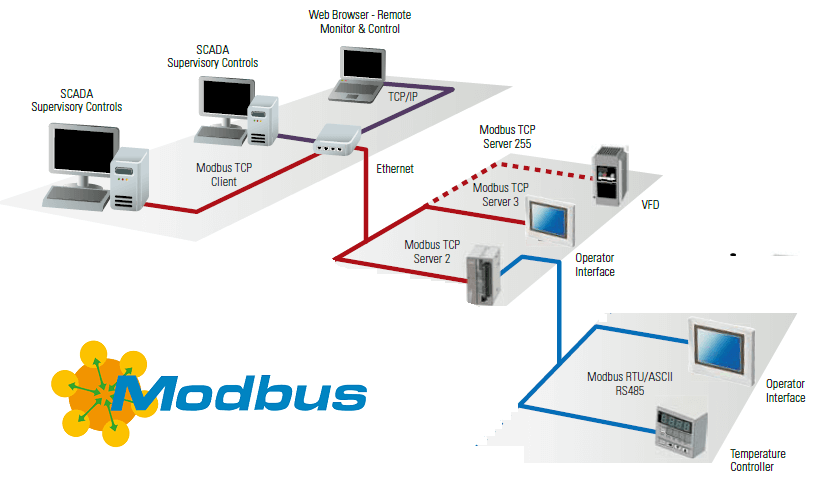 Web Browser - Remote
Monitor & Control
SCADA
Supervisory Controls
SCADA
Supervisory Controls
TCP/IP
Modbus TCP
Client
Ethernet
Modbus TCP
Server 255
Modbus TCP
Server 3
VFD
Modbus TCP
Server 2
Operator
Interface
Modbus RTU/ASCII
RS485
Operator
Interface
Temperature
Controller
Modbus